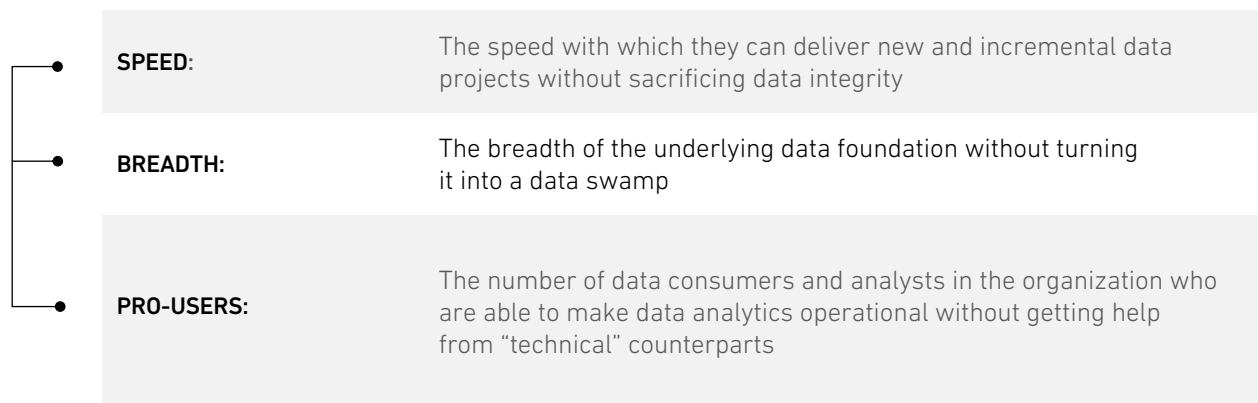 SPEED:
The speed with which they can deliver new and incremental data
projects without sacrificing data integrity
BREADTH:
The breadth of the underlying data foundation without turning
it into a data swamp
PRO-USERS:
The number of data consumers and analysts in the organization who
are able to make data analytics operational without getting help
from “technical” counterparts